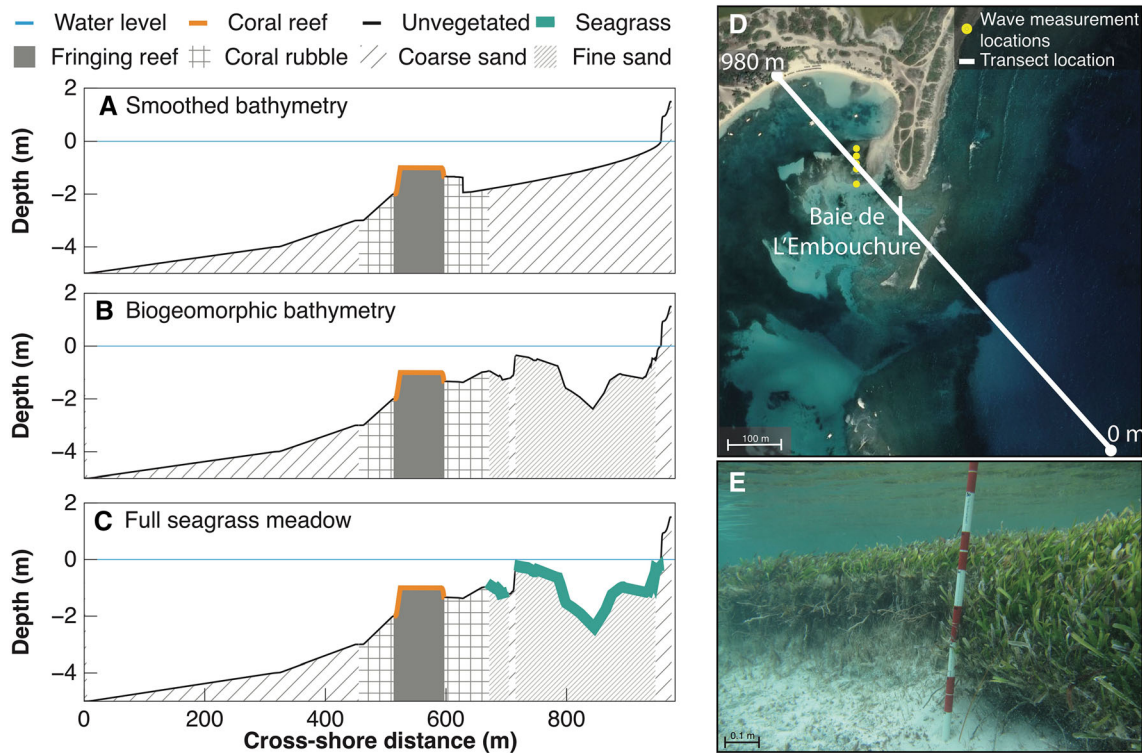 Water level
Coral reef
Unvegetated
Seagrass
Fringing reef
Coral rubble
Coarse sand
Fine sand
A Smoothed bathymetry
2
0
−2
−4
Depth (m)
B Biogeomorphic bathymetry
2
0
−2
−4
Depth (m)
C Full seagrass meadow
2
0
−2
−4
Depth (m)
0 200 400 600 800
Cross-shore distance (m)
D
Wave measurement
locations
Transect location
980 m
Baie de
L'Embouchure
0 m
100 m
E
0.1 m